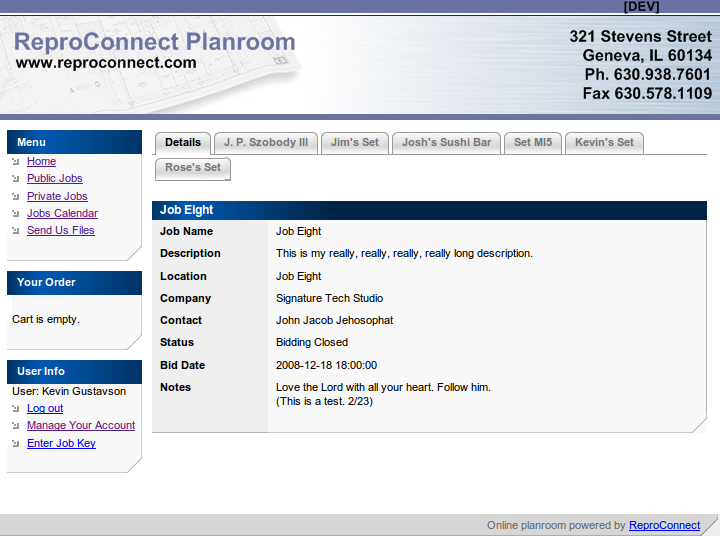 [DEV]
ReproConnect Planroom
www.reproconnect.com
321 Stevens Street
Geneva, IL 60134
Ph. 630.938.7601
Fax 630.578.1109
Menu
Home
Public Jobs
Private Jobs
Jobs Calendar
Send Us Files
Your Order
Cart is empty.
User Info
User: Kevin Gustavson
Log out
Manage Your Account
Enter Job Key
Details J. P. Szobody III Jim's Set Josh's Sushi Bar Set MI5 Kevin's Set
Rose's Set
Job Eight
Job Name Job Eight
Description This is my really, really, really, really long description.
Location Job Eight
Company Signature Tech Studio
Contact John Jacob Jehosophat
Status Bidding Closed
Bid Date 2008-12-18 18:00:00
Notes Love the Lord with all your heart. Follow him.
(This is a test. 2/23)
Online planroom powered by ReproConnect